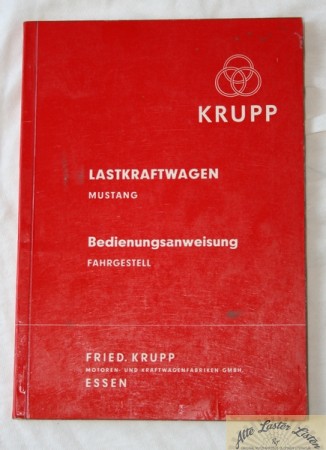 KRUPP
LASTKRAFTWAGEN
MUSTANG
Bedienungsanweisung
FAHRGESTELL
FRIED. KRUPP
MOTOREN- UND KRAFTWAGENFABRIKEN GMBH.
ESSEN
Alte Laster Listen